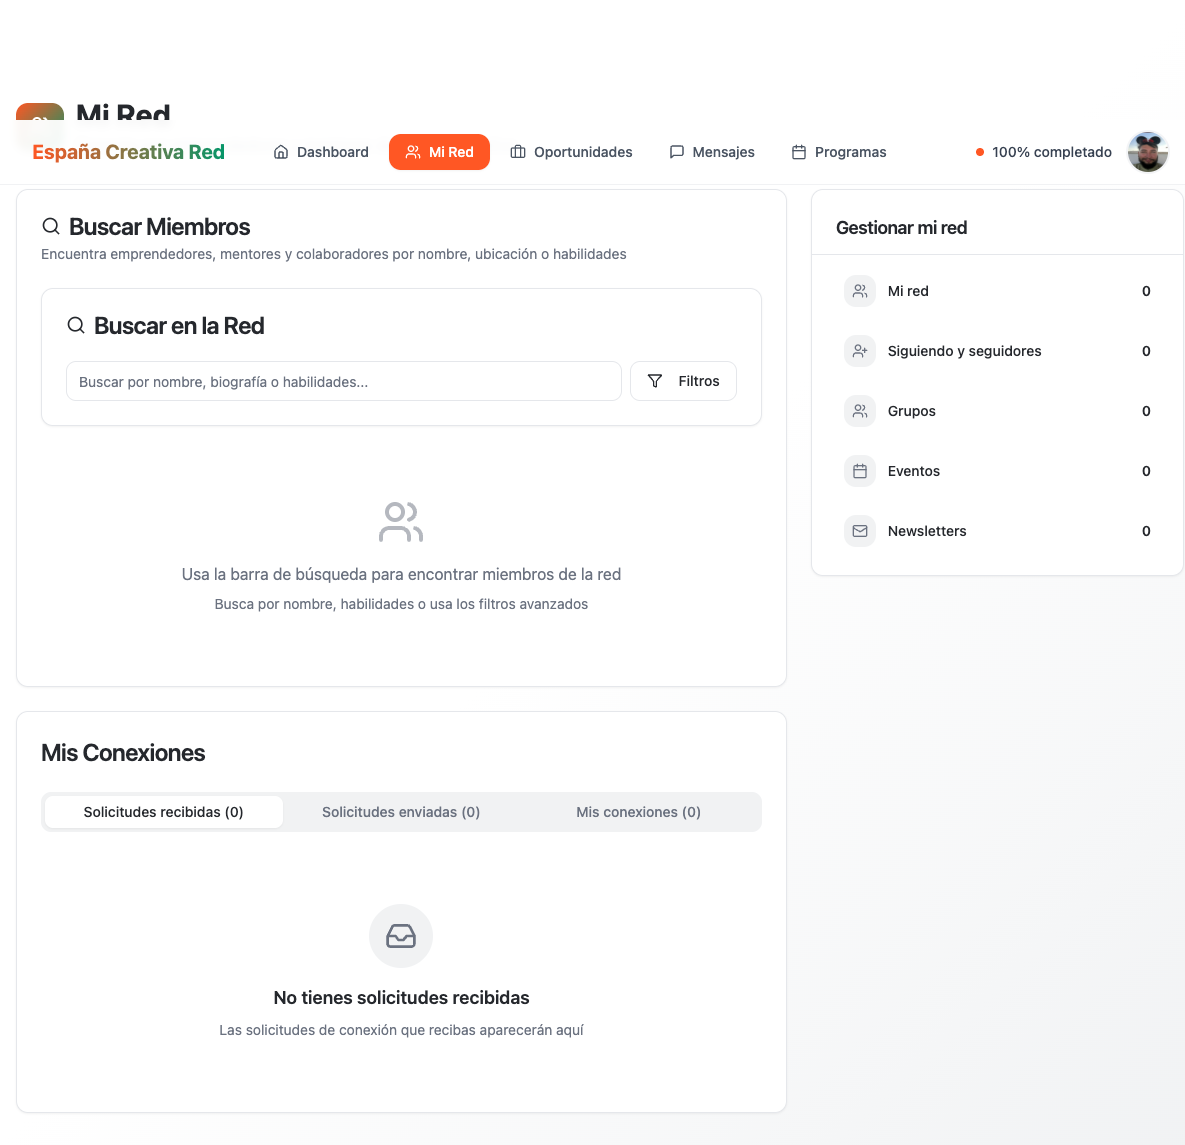 Mi Red
España Creativa Red
Dashboard
Mi Red
Oportunidades
Mensajes
Programas
100% completado
Buscar Miembros
Encuentra emprendedores, mentores y colaboradores por nombre, ubicación o habilidades
Buscar en la Red
Buscar por nombre, biografía o habilidades...
Filtros
Usa la barra de búsqueda para encontrar miembros de la red
Busca por nombre, habilidades o usa los filtros avanzados
Gestionar mi red
Mi red 0
Siguiendo y seguidores 0
Grupos 0
Eventos 0
Newsletters 0
Mis Conexiones
Solicitudes recibidas (0)
Solicitudes enviadas (0)
Mis conexiones (0)
No tienes solicitudes recibidas
Las solicitudes de conexión que recibas aparecerán aquí